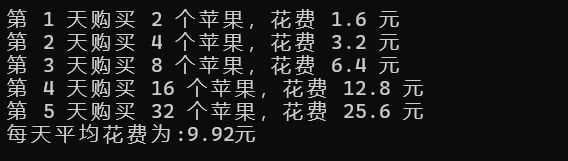 第 1 天购买 2 个苹果, 花费 1.6 元
第 2 天购买 4 个苹果, 花费 3.2 元
第 3 天购买 8 个苹果, 花费 6.4 元
第 4 天购买 16 个苹果, 花费 12.8 元
第 5 天购买 32 个苹果, 花费 25.6 元
每天平均花费为:9.92元